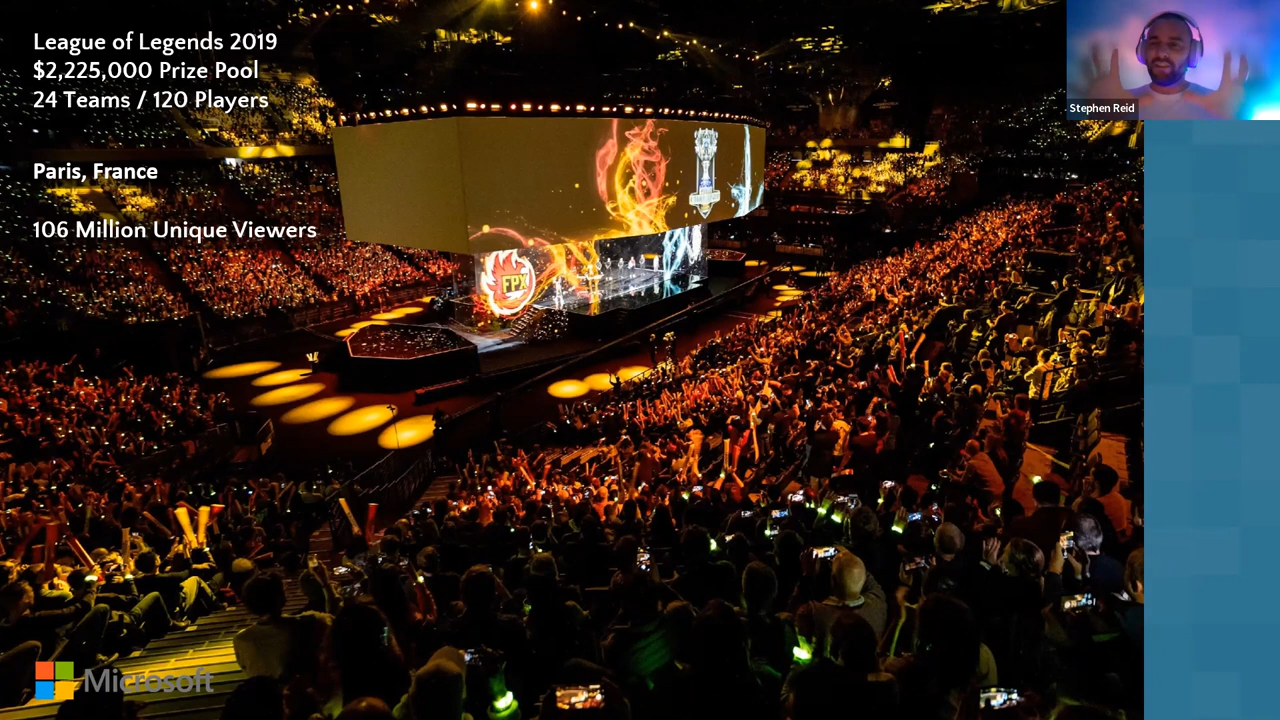 League of Legends 2019
$2,225,000 Prize Pool
24 Teams / 120 Players
Paris, France
106 Million Unique Viewers
Stephen Reid
FPX
Microsoft